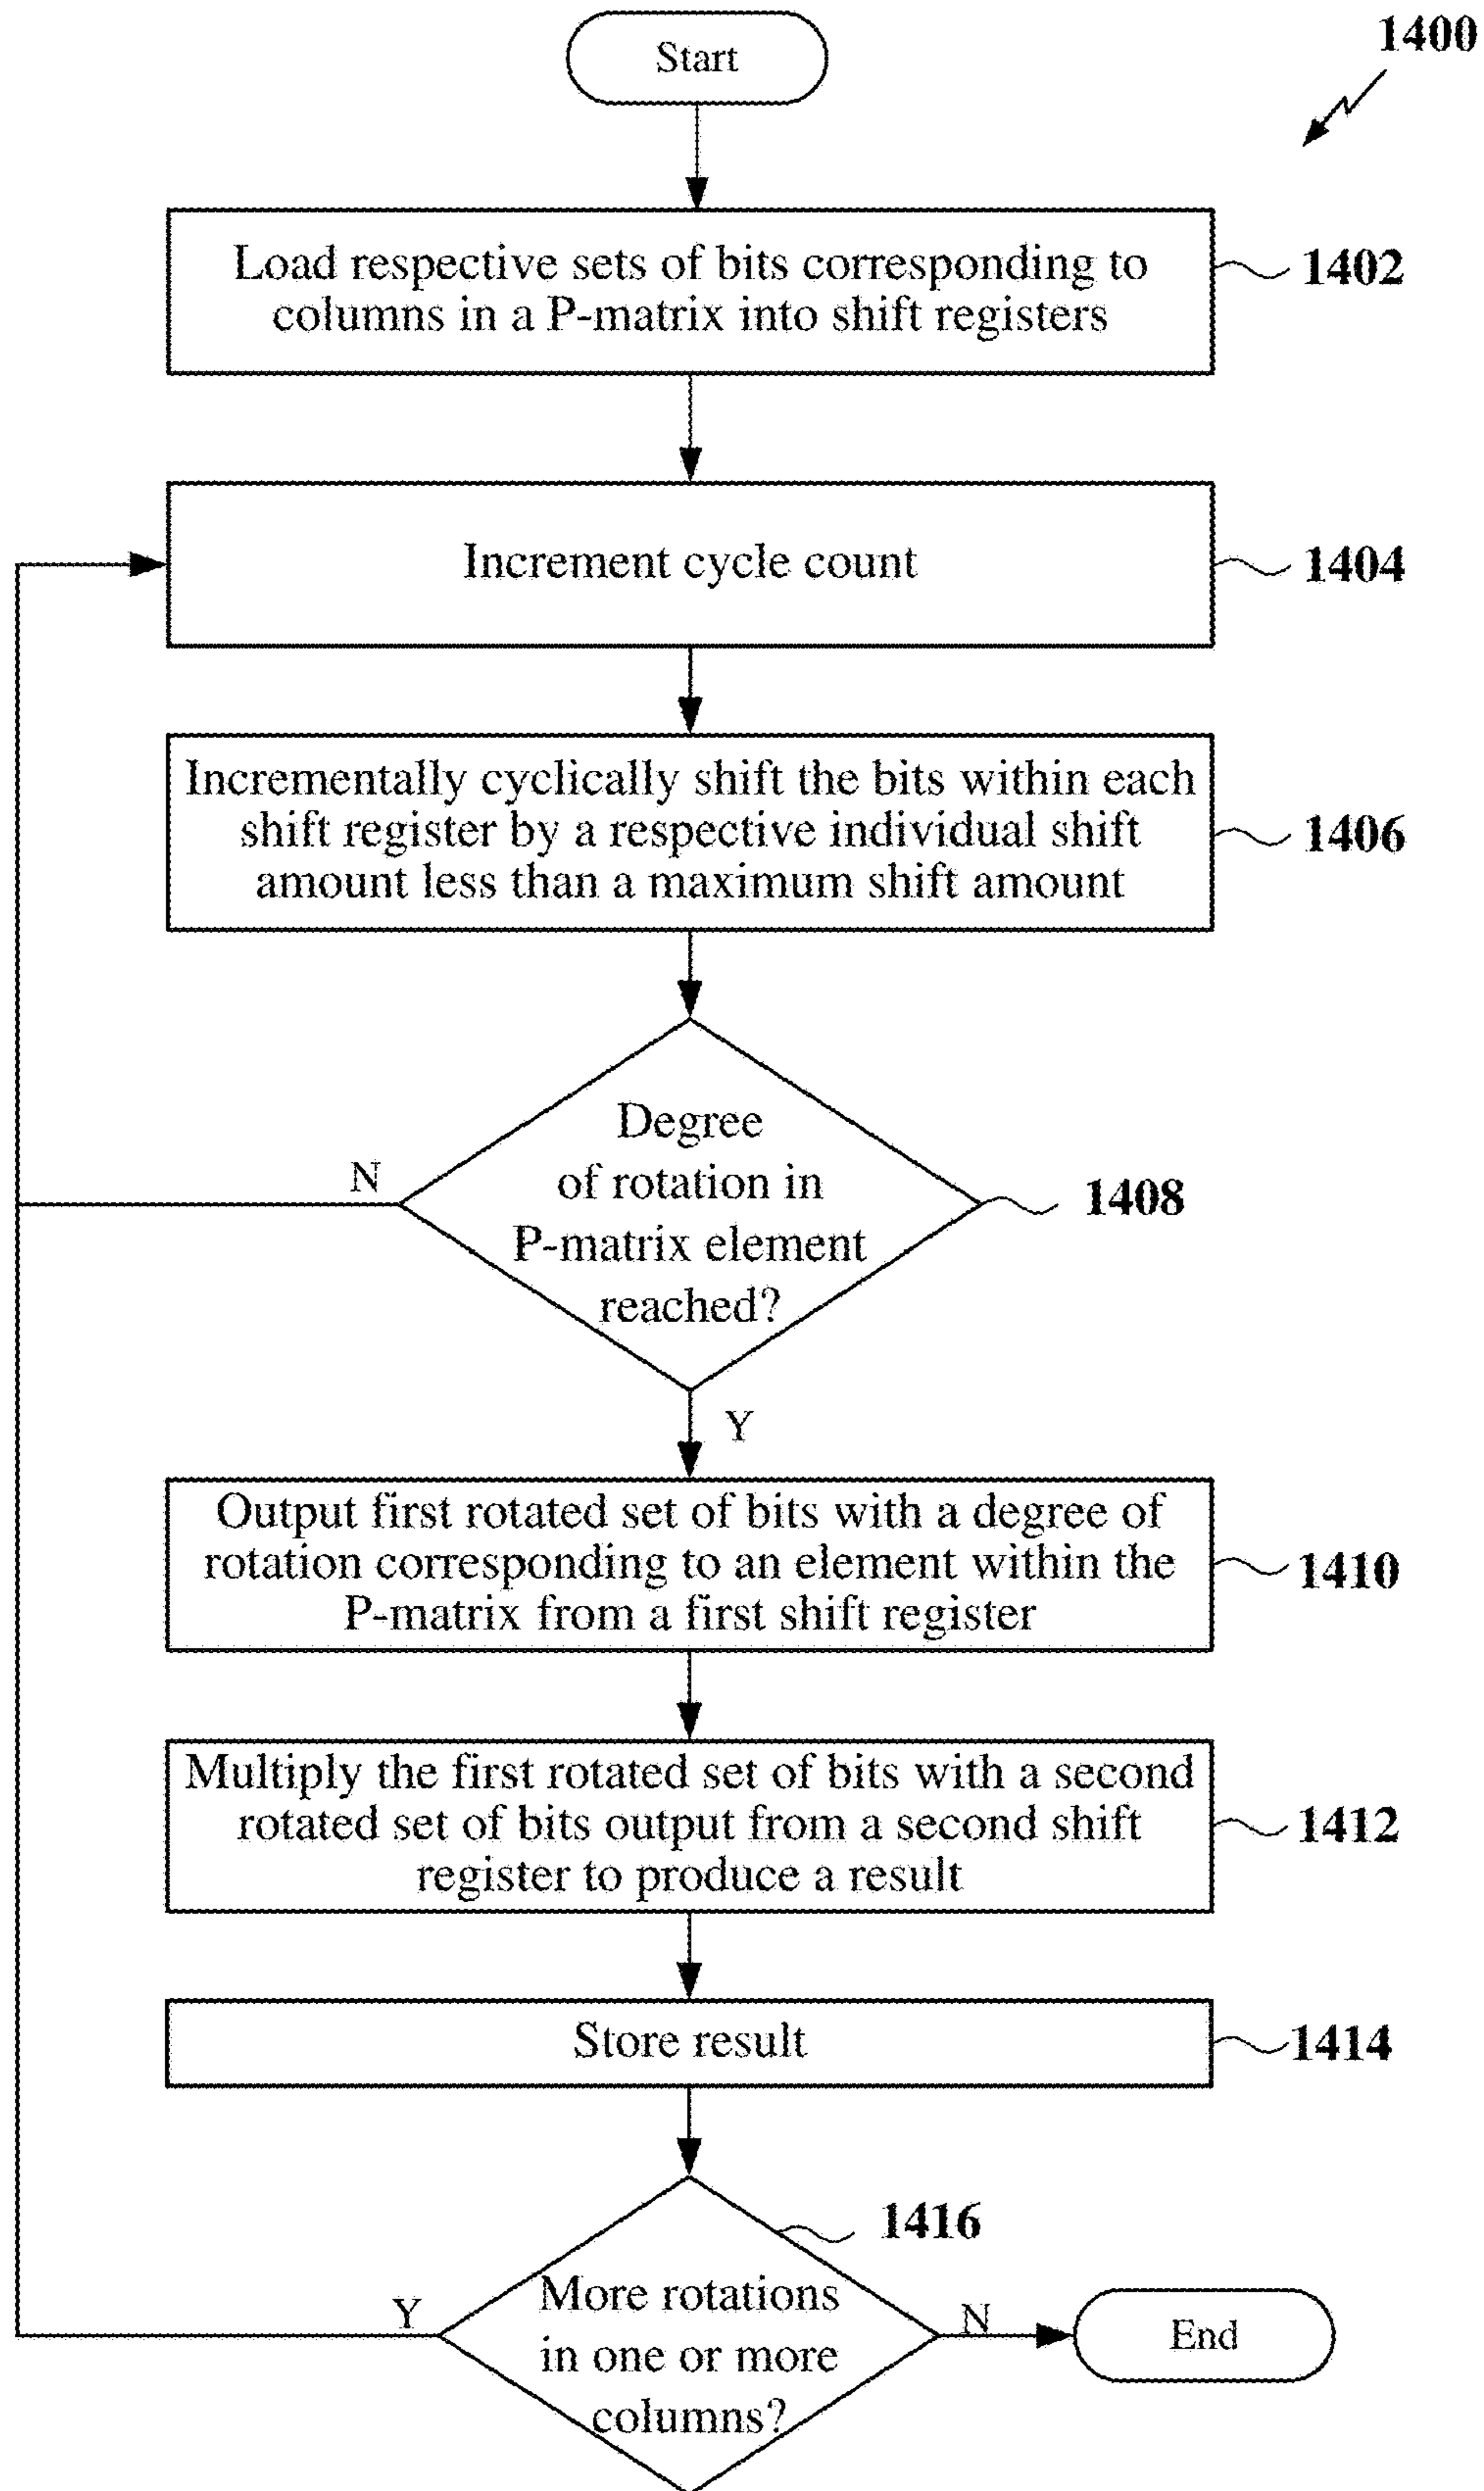 1400
Start
Load respective sets of bits corresponding to
columns in a P-matrix into shift registers
1402
Increment cycle count
1404
Incrementally cyclically shift the bits within each
shift register by a respective individual shift
amount less than a maximum shift amount
1406
Degree
of rotation in
P-matrix element
reached?
1408
N
Y
Output first rotated set of bits with a degree of
rotation corresponding to an element within the
P-matrix from a first shift register
1410
Multiply the first rotated set of bits with a second
rotated set of bits output from a second shift
register to produce a result
1412
Store result
1414
1416
More rotations
in one or more
columns?
Y
N
End